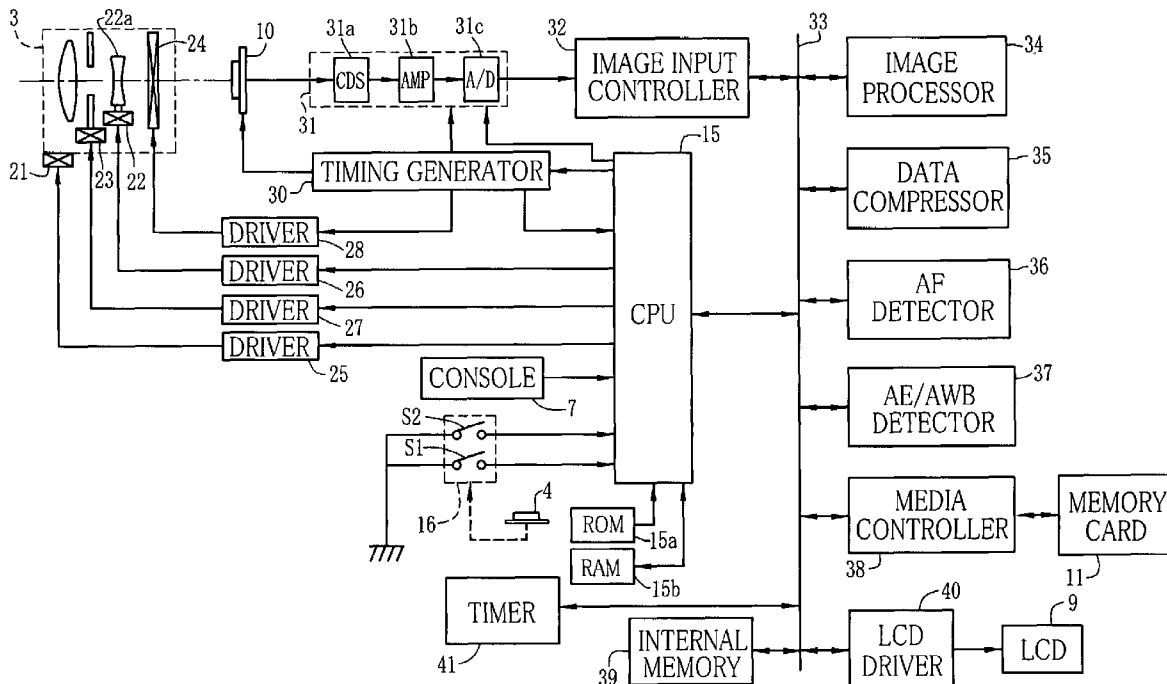 3
22a
24
10
31a
31b
31c
32
33
34
CDS
AMP
A/D
IMAGE INPUT
CONTROLLER
IMAGE
PROCESSOR
31
21
23
22
15
30
TIMING GENERATOR
35
DATA
COMPRESSOR
DRIVER
28
DRIVER
26
DRIVER
27
DRIVER
25
CPU
36
AF
DETECTOR
CONSOLE
7
37
AE/AWB
DETECTOR
S2
S1
16
4
ROM
15a
RAM
15b
MEDIA
CONTROLLER
38
MEMORY
CARD
11
TIMER
41
INTERNAL
MEMORY
39
40
LCD
DRIVER
9
LCD